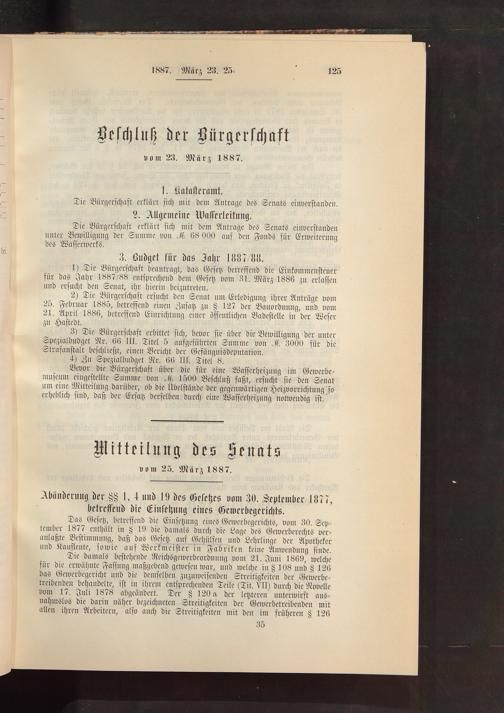 1887. März 23. 25. 125
Beschluß der Bürgerschaft
vom 23. März 1887.
1. Katasteramt.
Die Bürgerschaft erklärt sich mit dem Antrage des Senats einverstanden.
2. Allgemeine Wasserleitung.
Die Bürgerschaft erklärt sich mit dem Antrage des Senats einverstanden
unter Bewilligung der Summe von ℳ 68 000 auf den Fonds für Erweiterung
des Wasserwerks.
3. Budget für das Jahr 1887/88.
1) Die Bürgerschaft beantragt, das Gesetz betreffend die Einkommensteuer
für das Jahr 1887/88 entsprechend dem Gesetz vom 31. März 1886 zu erlassen
und ersucht den Senat, ihr hierin beizutreten.
2) Die Bürgerschaft ersucht den Senat um Erledigung ihrer Anträge vom
25. Februar 1885, betreffend einen Zusatz zu § 127 der Bauordnung, und vom
21. April 1886, betreffend Einrichtung einer öffentlichen Badestelle in der Weser
zu Hastedt.
3) Die Bürgerschaft erbittet sich, bevor sie über die Bewilligung der unter
Spezialbudget Nr. 66 III. Titel 5 aufgeführten Summe von ℳ 3000 für die
Strafanstalt beschließt, einen Bericht der Gefängnisdeputation.
4) Zu Spezialbudget Nr. 66 III. Titel 8.
Bevor die Bürgerschaft über die für eine Wasserheizung im Gewerbe-
museum eingestellte Summe von ℳ 1500 Beschluß faßt, ersucht sie den Senat
um eine Mitteilung darüber, ob die Übelstände der gegenwärtigen Heizvorrichtung so
erheblich sind, daß der Ersatz derselben durch eine Wasserheizung notwendig ist.
Mitteilung des Senats
vom 25. März 1887.
Abänderung der §§ 1, 4 und 19 des Gesetzes vom 30. September 1877,
betreffend die Einsetzung eines Gewerbegerichts.
Das Gesetz, betreffend die Einsetzung eines Gewerbegerichts, vom 30. Sep-
tember 1877 enthält in § 19 die damals durch die Lage des Gewerberechts ver-
anlaßte Bestimmung, daß das Gesetz auf Gehülfen und Lehrlinge der Apotheker
und Kaufleute, sowie auf Werkmeister in Fabriken keine Anwendung finde.
Die damals bestehende Reichsgewerbeordnung vom 21. Juni 1869, welche
für die erwähnte Fassung maßgebend gewesen war, und welche in § 108 und § 126
das Gewerbegericht und die demselben zuzuweisenden Streitigkeiten der Gewerbe-
treibenden behandelte, ist in ihrem entsprechenden Teile (Tit. VII) durch die Novelle
vom 17. Juli 1878 abgeändert. Der § 120a der letzteren unterwirft aus-
nahmslos die darin näher bezeichneten Streitigkeiten der Gewerbetreibenden mit
allen ihren Arbeitern, also auch die Streitigkeiten mit den im früheren § 126
35